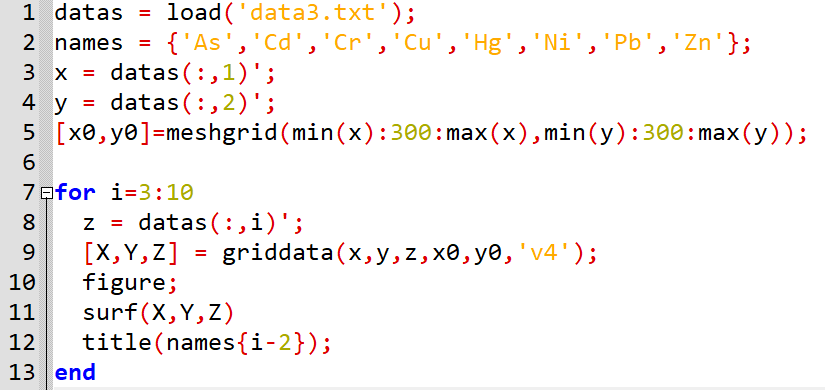 1 datas = load('data3.txt');
2 names = {'As','Cd','Cr','Cu','Hg','Ni','Pb','Zn'};
3 x = datas(:,1)';
4 y = datas(:,2)';
5 [x0,y0]=meshgrid(min(x):300:max(x),min(y):300:max(y));
6
7 for i=3:10
8   z = datas(:,i)';
9   [X,Y,Z] = griddata(x,y,z,x0,y0,'v4');
10   figure;
11   surf(X,Y,Z)
12   title(names{i-2});
13 end